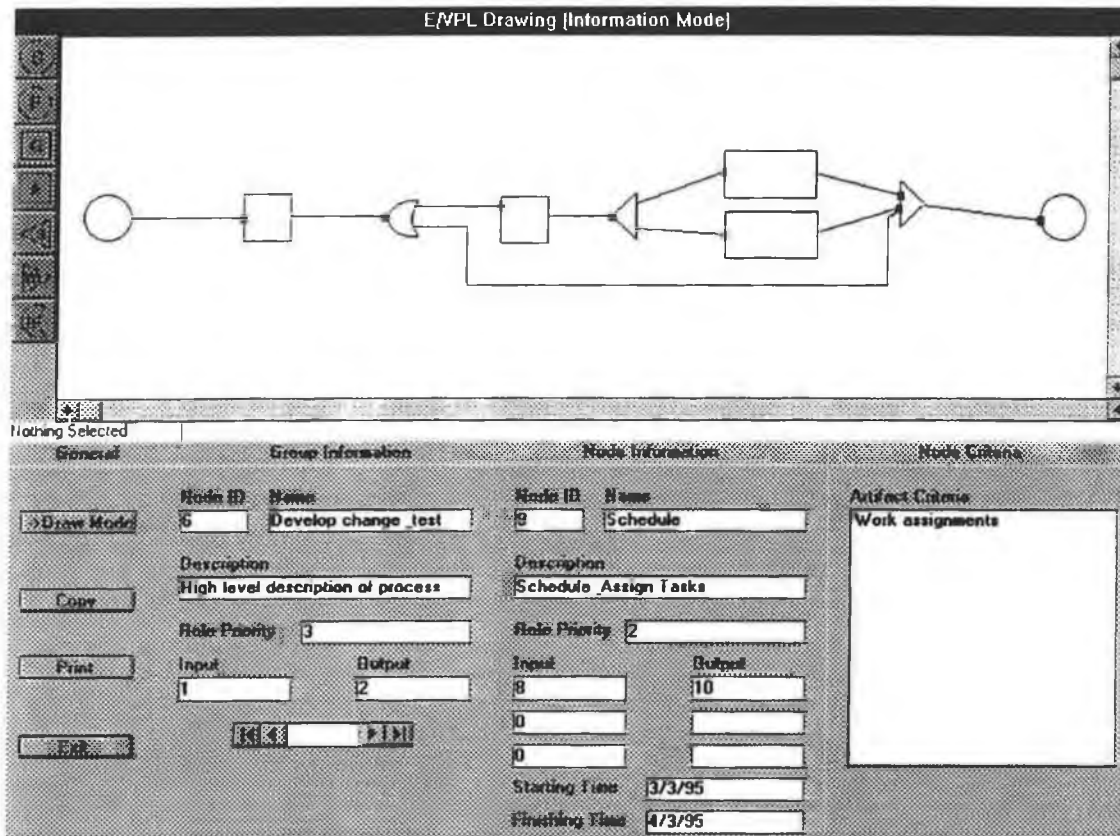 E/VPL Drawing (Information Mode)
Nothing Selected
General
Group Information
Node Information
Node Criteria
Node ID Name
6 Develop change_test
Description
High level description of process
Role Priority 3
Input Output
1 2
->Draw Mode
Copy
Print
Exit
Node ID Name
9 Schedule
Description
Schedule_Assign Tasks
Role Priority 2
Input Output
8 10
0
0
Starting Time 3/3/95
Finishing Time 4/3/95
Artifact Criteria
Work assignments